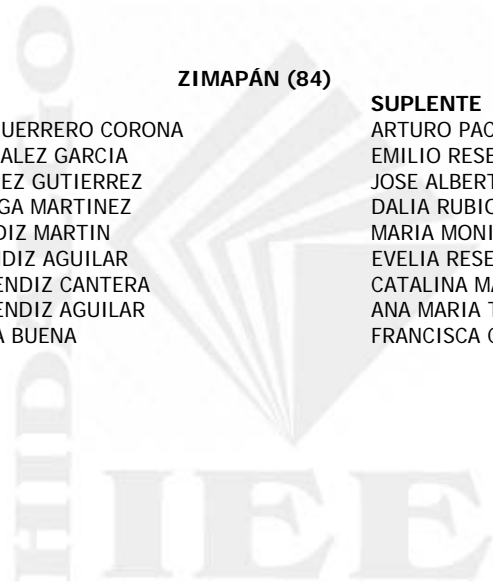 ZIMAPÁN (84)
SUPLENTE
UERRERO CORONA ARTURO PAC
ALEZ GARCIA EMILIO RESE
EZ GUTIERREZ JOSE ALBERT
GA MARTINEZ DALIA RUBIO
DIZ MARTIN MARIA MONI
NDIZ AGUILAR EVELIA RESE
ENDIZ CANTERA CATALINA MA
ENDIZ AGUILAR ANA MARIA T
A BUENA FRANCISCA
IEE